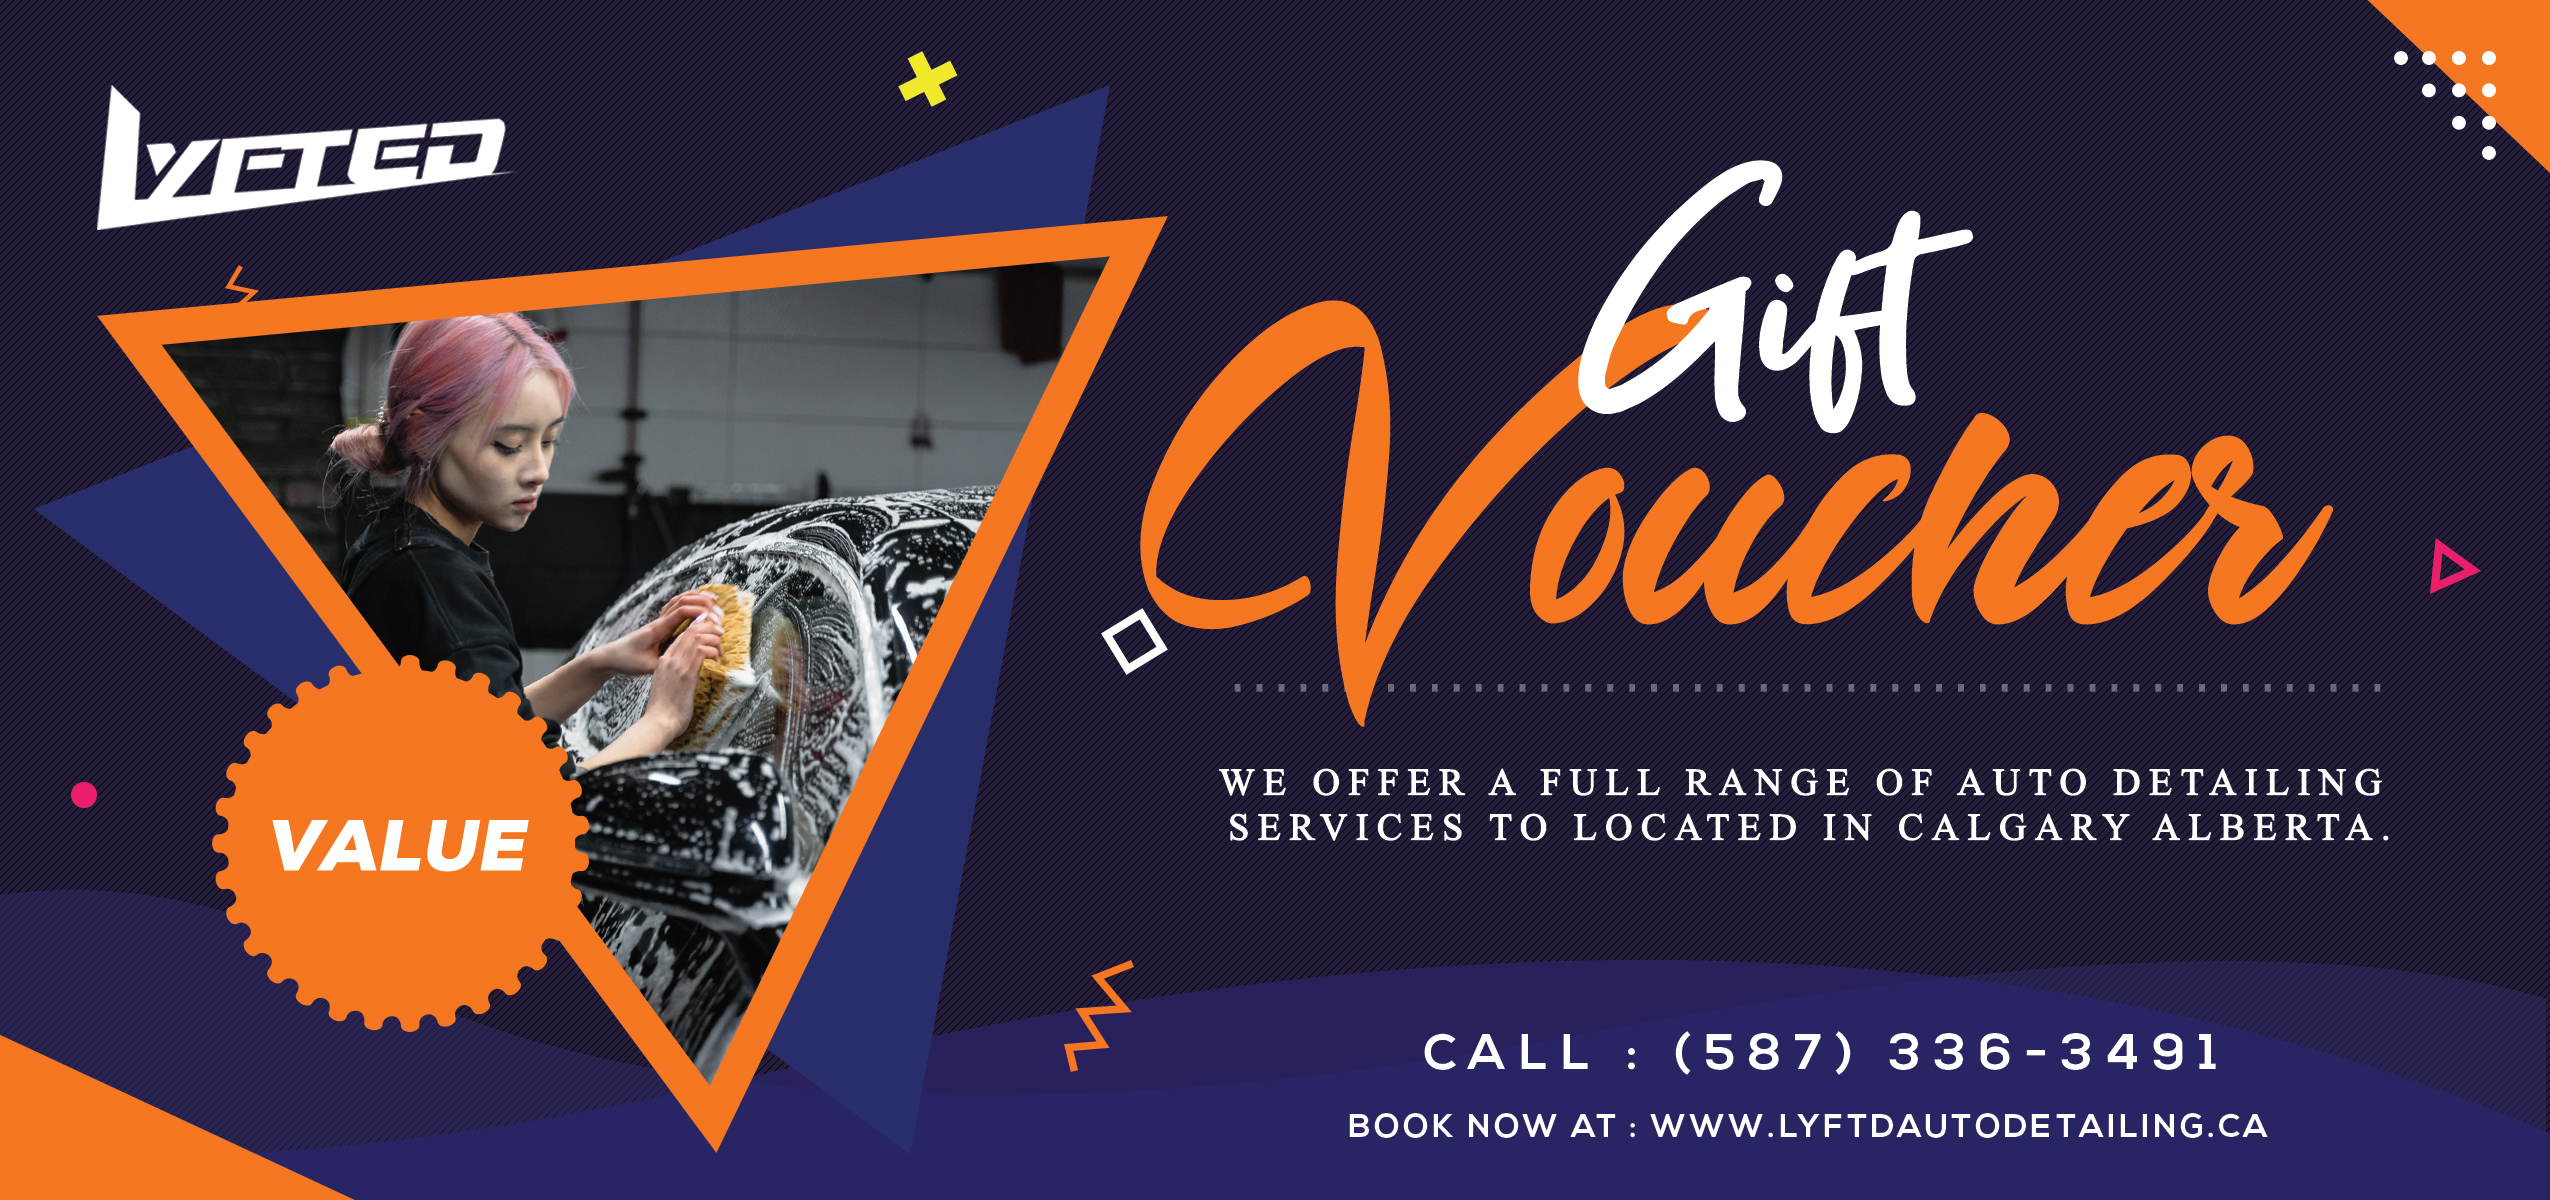 LYFTED
Gift
Voucher
VALUE
WE OFFER A FULL RANGE OF AUTO DETAILING
SERVICES TO LOCATED IN CALGARY ALBERTA.
CALL : (587) 336-3491
BOOK NOW AT : WWW.LYFTDAUTODETAILING.CA